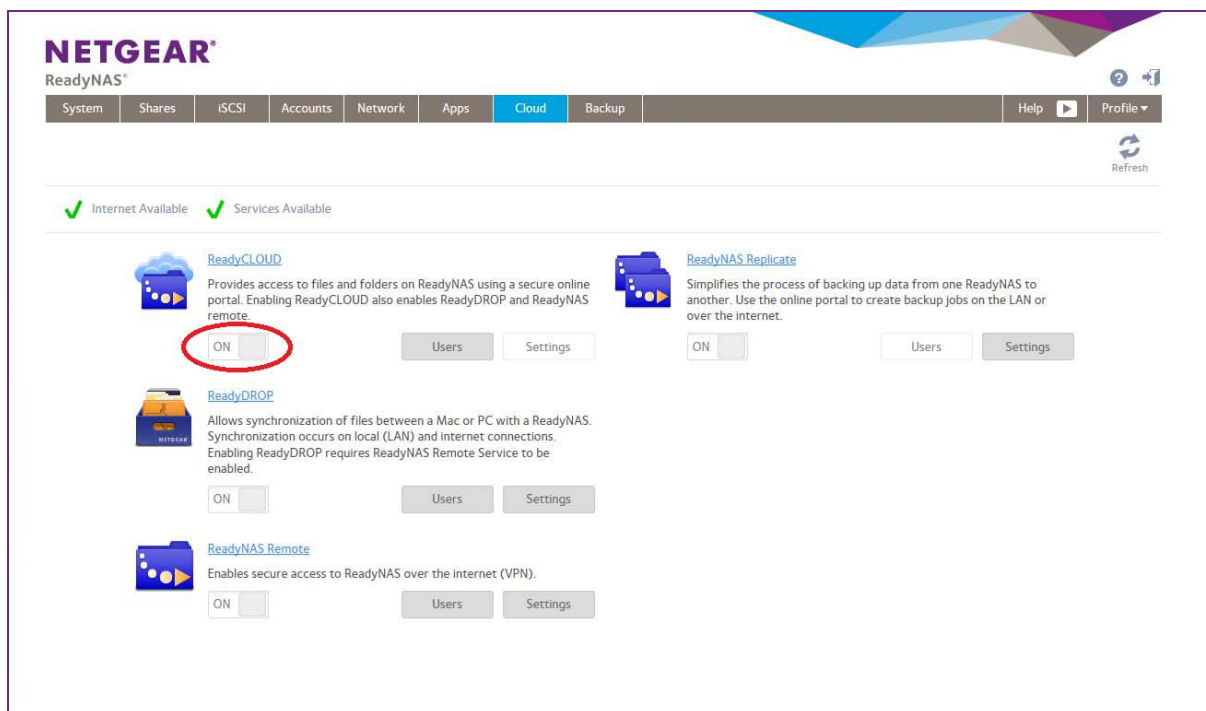 NETGEAR®
ReadyNAS®
System Shares iSCSI Accounts Network Apps Cloud Backup Help Profile
Refresh
Internet Available Services Available
ReadyCLOUD
Provides access to files and folders on ReadyNAS using a secure online
portal. Enabling ReadyCLOUD also enables ReadyDROP and ReadyNAS
remote.
ON Users Settings
ReadyNAS Replicate
Simplifies the process of backing up data from one ReadyNAS to
another. Use the online portal to create backup jobs on the LAN or
over the internet.
ON Users Settings
ReadyDROP
NETGEAR
Allows synchronization of files between a Mac or PC with a ReadyNAS.
Synchronization occurs on local (LAN) and internet connections.
Enabling ReadyDROP requires ReadyNAS Remote Service to be
enabled.
ON Users Settings
ReadyNAS Remote
Enables secure access to ReadyNAS over the internet (VPN).
ON Users Settings